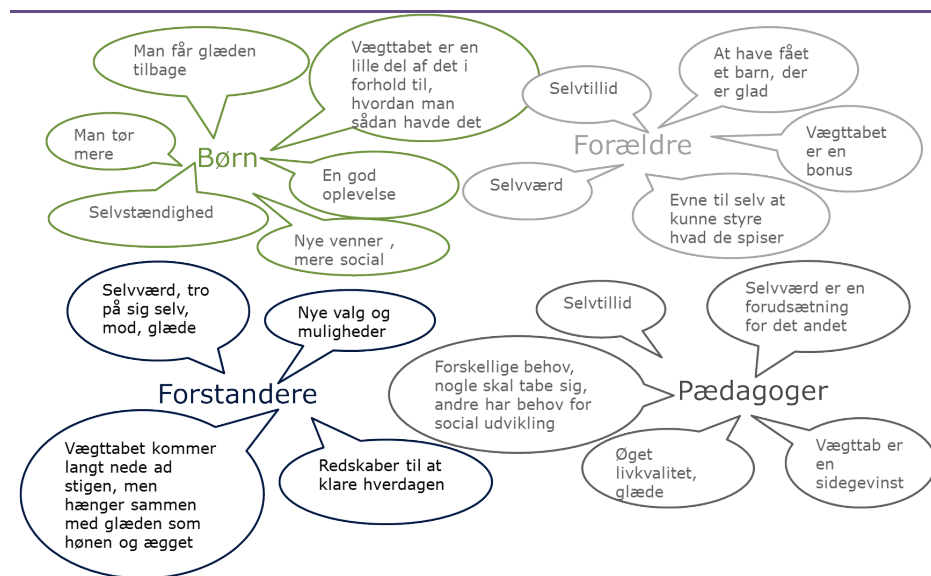 Man får glæden
tilbage
Vægttabet er en
lille del af det i
forhold til,
hvordan man
sådan havde det
Man tør
mere
Børn
En god
oplevelse
Selvstændighed
Nye venner ,
mere social
Selvtillid
At have fået
et barn, der
er glad
Forældre
Vægttabet
er en
bonus
Selvværd
Evne til selv at
kunne styre
hvad de spiser
Selvværd, tro
på sig selv,
mod, glæde
Nye valg og
muligheder
Forstandere
Vægttabet kommer
langt nede ad
stigen, men
hænger sammen
med glæden som
hønen og ægget
Redskaber til at
klare hverdagen
Selvtillid
Selvværd er en
forudsætning
for det andet
Forskellige behov,
nogle skal tabe sig,
andre har behov for
social udvikling
Pædagoger
Øget
livkvalitet,
glæde
Vægttab er
en
sidegevinst